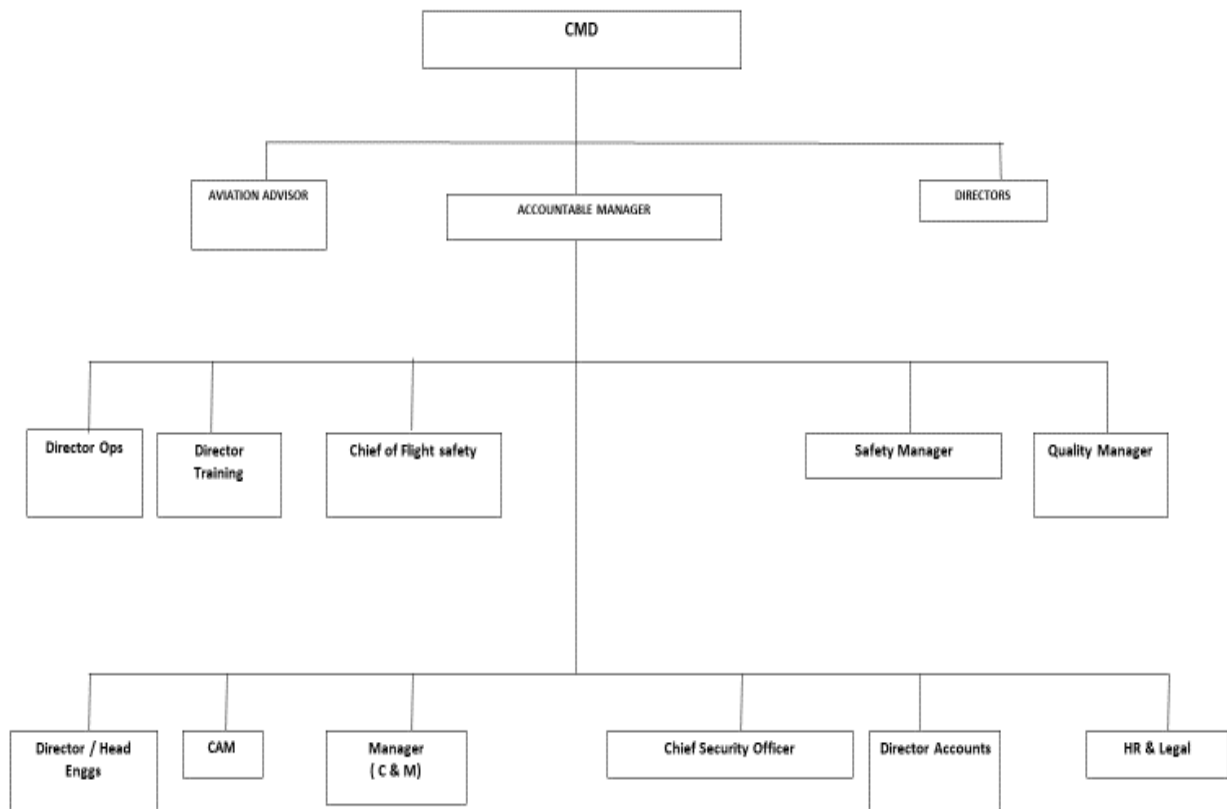 CMD
AVIATION ADVISOR
ACCOUNTABLE MANAGER
DIRECTORS
Director Ops
Director
Training
Chief of Flight safety
Safety Manager
Quality Manager
Director / Head
Enggs
CAM
Manager
( C & M)
Chief Security Officer
Director Accounts
HR & Legal